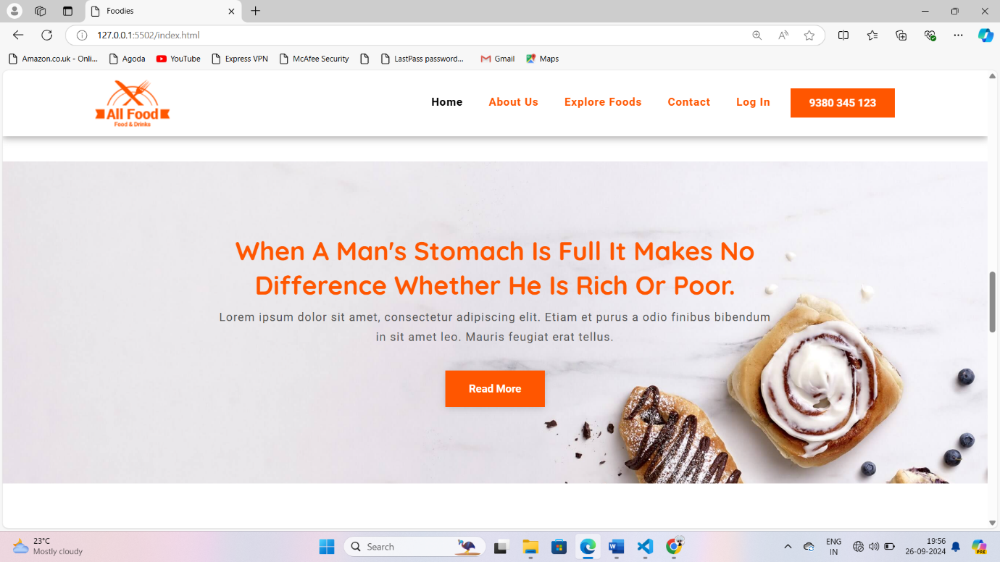 Foodies
127.0.0.1:5502/index.html
Amazon.co.uk - Onli...
Agoda
YouTube
Express VPN
McAfee Security
LastPass password...
Gmail
Maps
All Food
Food & Drinks
Home
About Us
Explore Foods
Contact
Log In
9380 345 123
When A Man's Stomach Is Full It Makes No
Difference Whether He Is Rich Or Poor.
Lorem ipsum dolor sit amet, consectetur adipiscing elit. Etiam et purus a odio finibus bibendum
in sit amet leo. Mauris feugiat erat tellus.
Read More
23°C
Mostly cloudy
Search
ENG
IN
19:56
26-09-2024
PRE